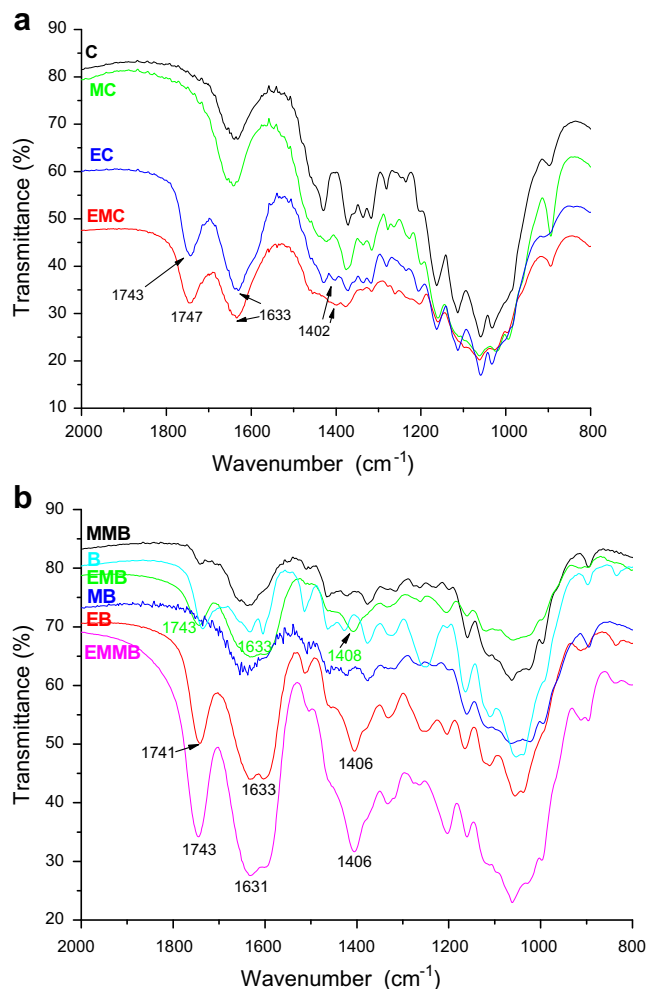 a
90
80
70
60
50
40
30
20
10
Transmittance (%)
C
MC
EC
EMC
1743
1747
1633
1402
2000 1800 1600 1400 1200 1000 800
Wavenumber (cm⁻¹)
b
90
80
70
60
50
40
30
20
Transmittance (%)
MMB
B
EMB
MB
EB
EMMB
1743
1633
1408
1741
1633
1406
1743
1631
1406
2000 1800 1600 1400 1200 1000 800
Wavenumber (cm⁻¹)